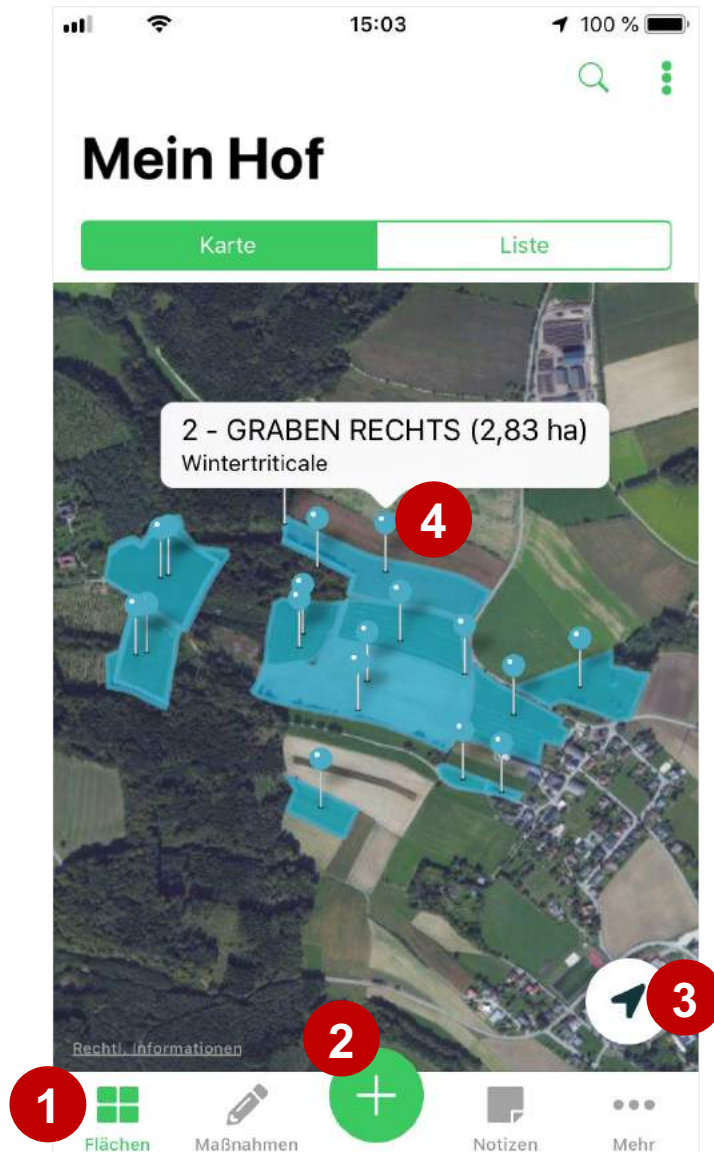 15:03
100 %
Mein Hof
Karte
Liste
2 - GRABEN RECHTS (2,83 ha)
Wintertriticale
4
3
Rechtl. Informationen
2
1
Flächen
Maßnahmen
Notizen
Mehr